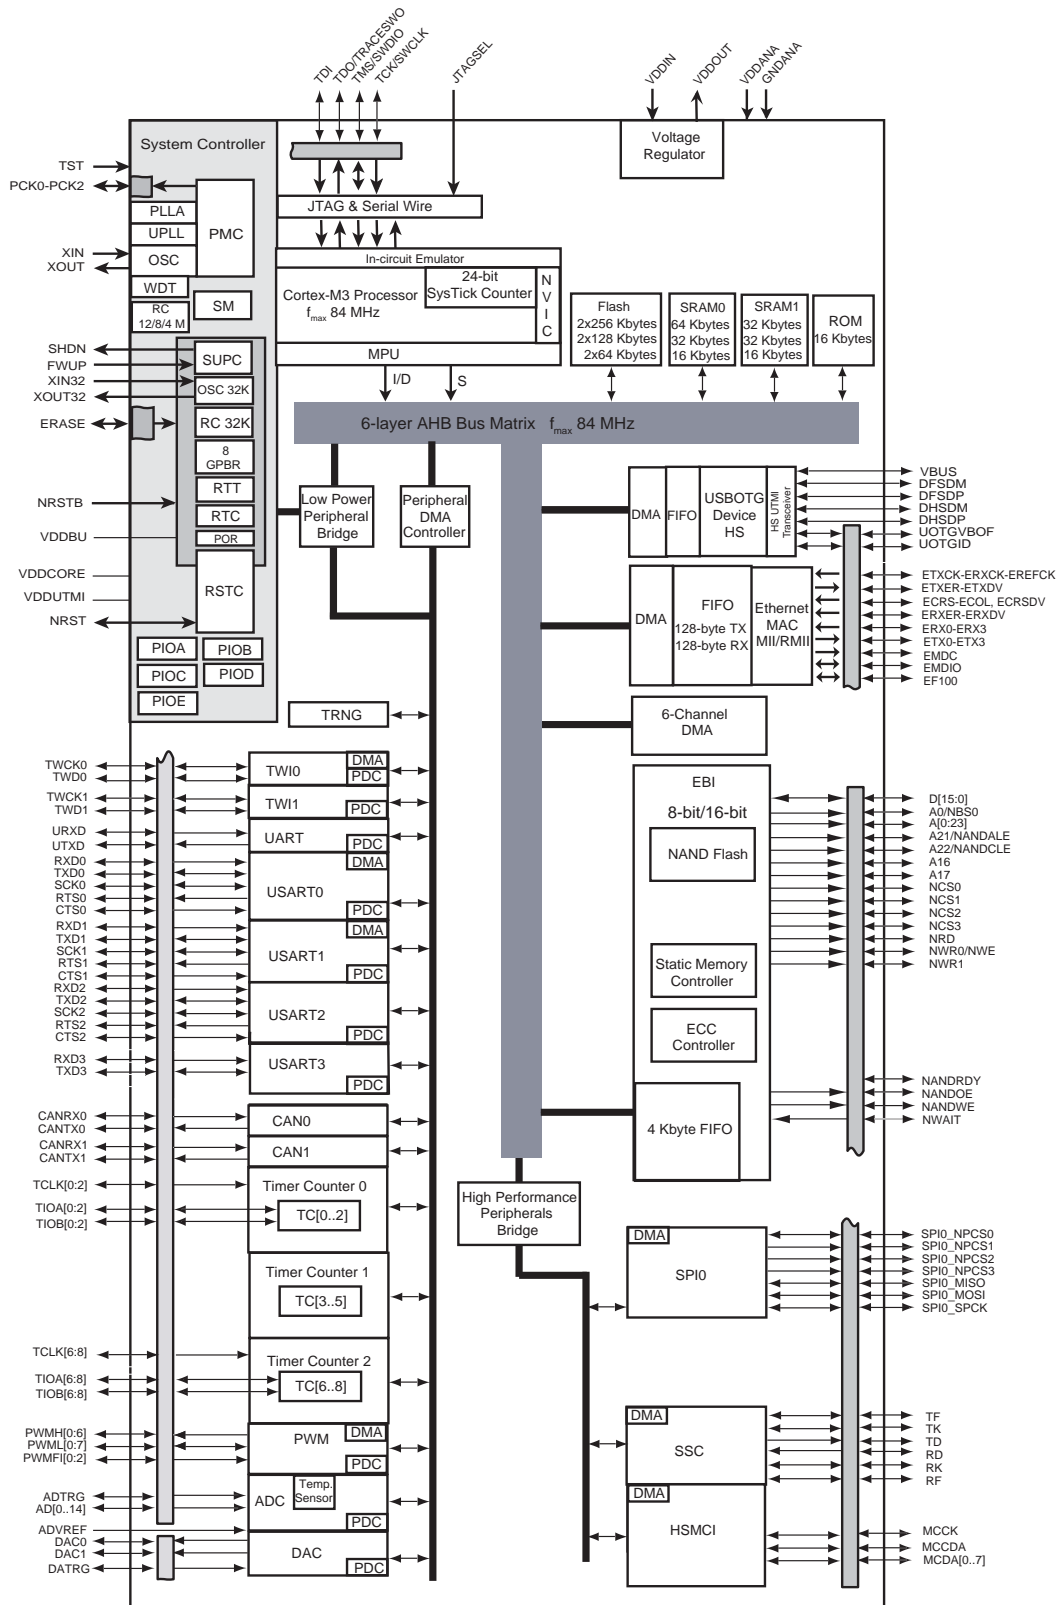 TDI
TDO/TRACESWO
TMS/SWDIO
TCK/SWCLK
JTAGSEL
VDDIN
VDDOUT
VDDANA
GNDANA
System Controller
Voltage
Regulator
TST
PCK0-PCK2
PLLA
UPLL
OSC
PMC
XIN
XOUT
WDT
RC
12/8/4 M
SM
JTAG & Serial Wire
In-circuit Emulator
Cortex-M3 Processor
fmax 84 MHz
24-bit
SysTick Counter
N
V
I
C
MPU
I/D
S
Flash
2x256 Kbytes
2x128 Kbytes
2x64 Kbytes
SRAM0
64 Kbytes
32 Kbytes
16 Kbytes
SRAM1
32 Kbytes
32 Kbytes
16 Kbytes
ROM
16 Kbytes
SHDN
FWUP
XIN32
XOUT32
ERASE
NRSTB
VDDBU
VDDCORE
VDDUTMI
NRST
SUPC
OSC 32K
RC 32K
8
GPBR
RTT
RTC
POR
RSTC
PIOA
PIOB
PIOC
PIOD
PIOE
6-layer AHB Bus Matrix fmax 84 MHz
Low Power
Peripheral
Bridge
Peripheral
DMA
Controller
DMA
FIFO
USBOTG
Device
HS
HS UTMI
Transceiver
VBUS
DFSDM
DFSDP
DHSDM
DHSDP
UOTGVBOF
UOTGID
DMA
FIFO
128-byte TX
128-byte RX
Ethernet
MAC
MII/RMII
ETXCK-ERXCK-EREFCK
ETXER-ETXDV
ECRS-ECOL, ECRSDV
ERXER-ERXDV
ERX0-ERX3
ETX0-ETX3
EMDC
EMDIO
EF100
6-Channel
DMA
TRNG
TWCK0
TWD0
TWCK1
TWD1
URXD
UTXD
RXD0
TXD0
SCK0
RTS0
CTS0
RXD1
TXD1
SCK1
RTS1
CTS1
RXD2
TXD2
SCK2
RTS2
CTS2
RXD3
TXD3
CANRX0
CANTX0
CANRX1
CANTX1
TCLK[0:2]
TIOA[0:2]
TIOB[0:2]
TCLK[6:8]
TIOA[6:8]
TIOB[6:8]
PWMH[0:6]
PWML[0:7]
PWMFI[0:2]
ADTRG
AD[0..14]
ADVREF
DAC0
DAC1
DATRG
TWI0
DMA
PDC
TWI1
PDC
UART
PDC
DMA
USART0
PDC
DMA
USART1
PDC
USART2
PDC
USART3
PDC
CAN0
CAN1
Timer Counter 0
TC[0..2]
Timer Counter 1
TC[3..5]
Timer Counter 2
TC[6..8]
PWM
DMA
PDC
ADC
Temp.
Sensor
PDC
DAC
PDC
EBI
8-bit/16-bit
NAND Flash
Static Memory
Controller
ECC
Controller
4 Kbyte FIFO
D[15:0]
A0/NBS0
A[0:23]
A21/NANDALE
A22/NANDCLE
A16
A17
NCS0
NCS1
NCS2
NCS3
NRD
NWR0/NWE
NWR1
NANDRDY
NANDOE
NANDWE
NWAIT
High Performance
Peripherals
Bridge
DMA
SPI0
SPI0_NPCS0
SPI0_NPCS1
SPI0_NPCS2
SPI0_NPCS3
SPI0_MISO
SPI0_MOSI
SPI0_SPCK
DMA
SSC
TF
TK
TD
RD
RK
RF
DMA
HSMCI
MCCK
MCCDA
MCDA[0..7]